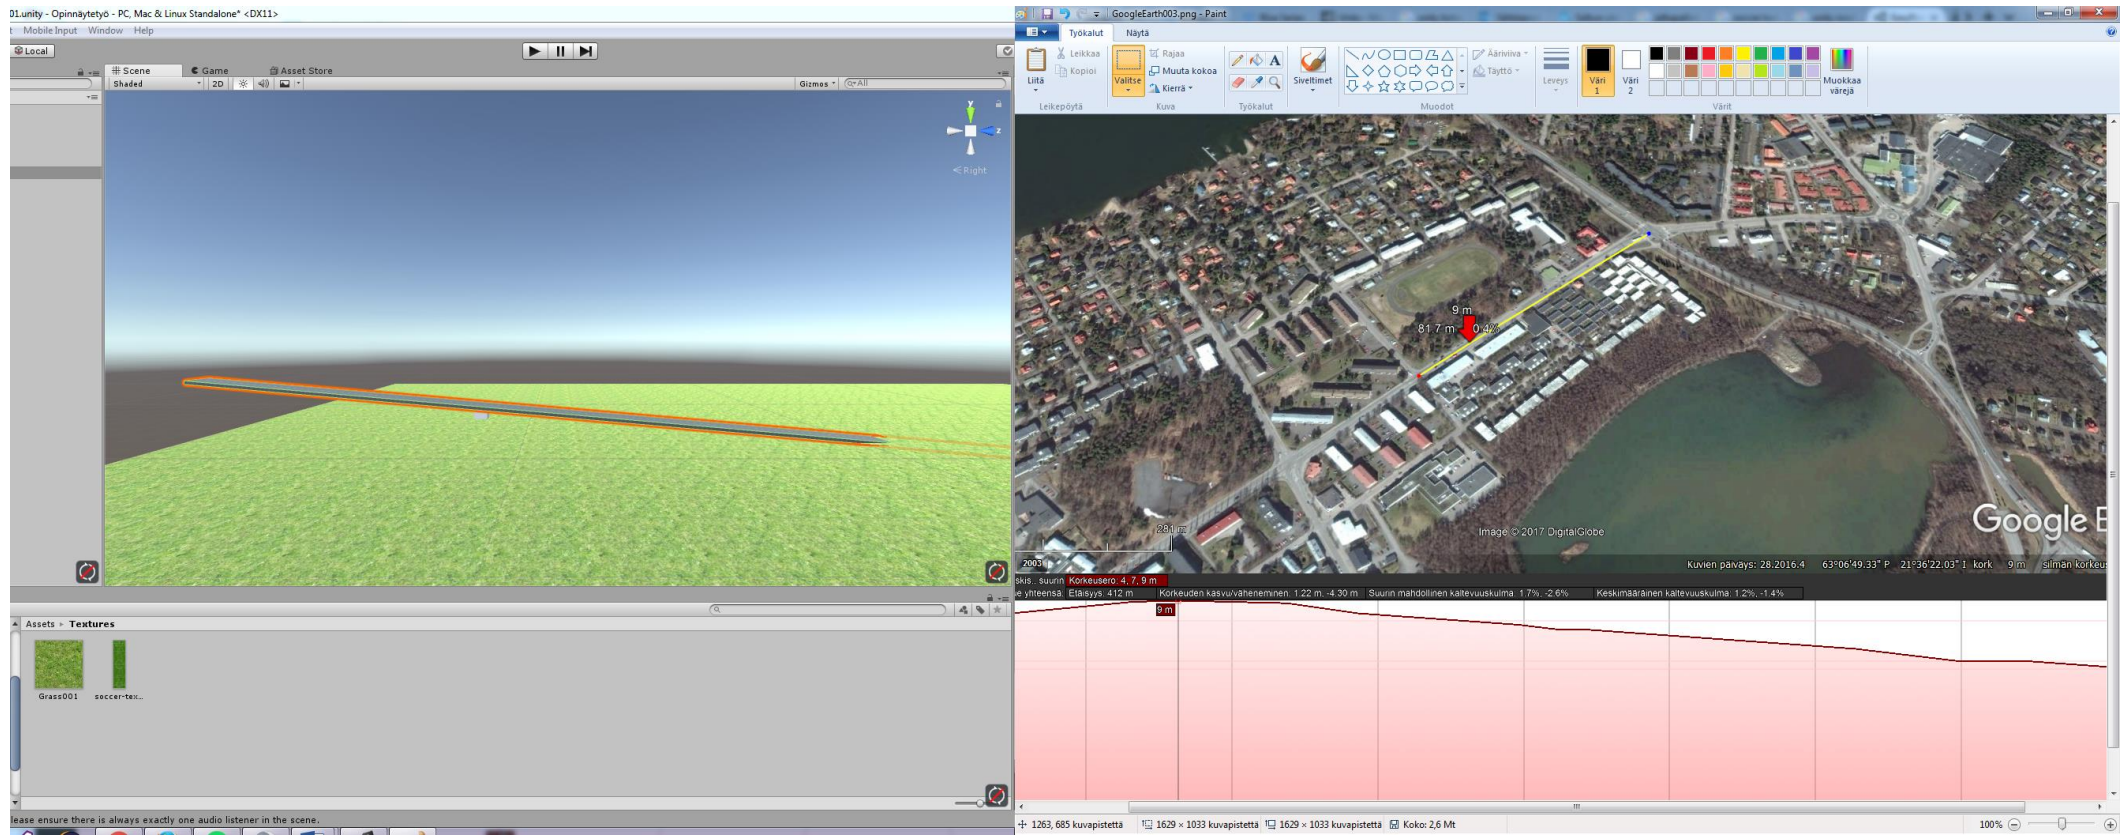 01.unity - Opinnäytetyö - PC, Mac & Linux Standalone* <DX11>
t Mobile Input Window Help
Local
Scene Game Asset Store
Shaded 2D Gizmos Q▾All
y
z
Right
Assets ▸ Textures
Grass001 soccer-tex...
lease ensure there is always exactly one audio listener in the scene.
GoogleEarth003.png - Paint
Työkalut Näytä
Liitä
Leikkaa
Kopioi
Leikepöytä
Valitse
Rajaa
Muuta kokoa
Kierrä
Kuva
A
Työkalut
Siveltimet
Ääriviiva
Täyttö
Muodot
Leveys
Väri 1
Väri 2
Muokkaa värejä
Värit
9 m
81.7 m 0.4%
281 m
Image © 2017 DigitalGlobe
Google E
2003
Kuvien päiväys: 28.2016.4 63°06'49.33" P 21°36'22.03" I kork 9 m silman korkeu
skis., suurin Korkeusero: 4, 7, 9 m
ue yhteensä: Etäisyys: 412 m Korkeuden kasvu/väheneminen: 1.22 m, -4.30 m Suurin mahdollinen kaltevuuskulma: 1.7%, -2.6% Keskimääräinen kaltevuuskulma: 1.2%, -1.4%
9 m
1263, 685 kuvapistettä 1629 × 1033 kuvapistettä 1629 × 1033 kuvapistettä Koko: 2,6 Mt 100%